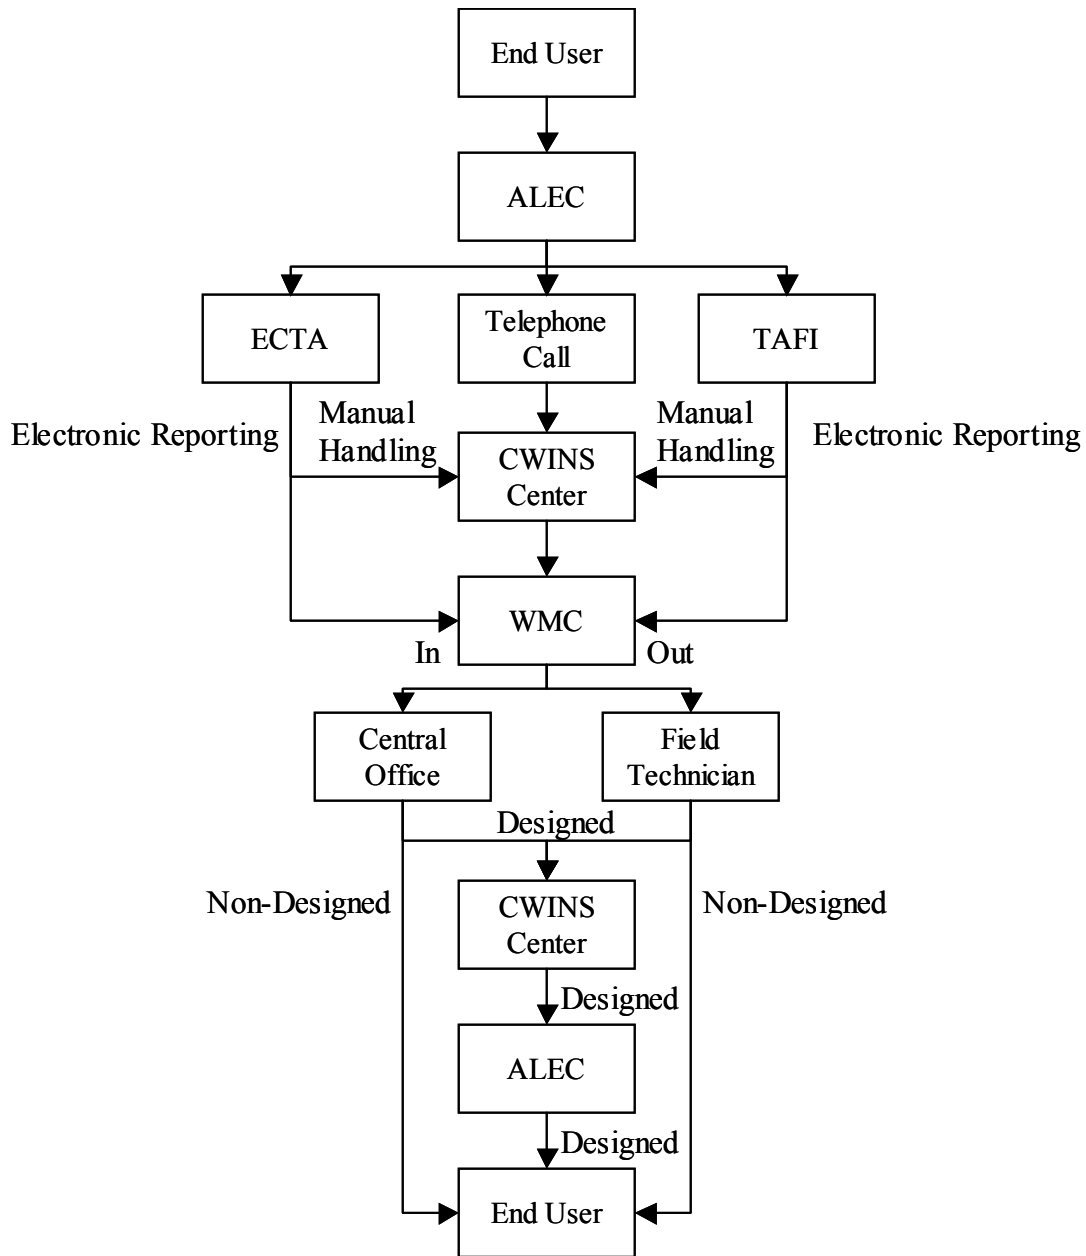 End User
ALEC
ECTA
Telephone
Call
TAFI
Electronic Reporting
Manual
Handling
Manual
Handling
Electronic Reporting
CWINS
Center
WMC
In
Out
Central
Office
Field
Technician
Designed
Non-Designed
CWINS
Center
Non-Designed
Designed
ALEC
Designed
End User